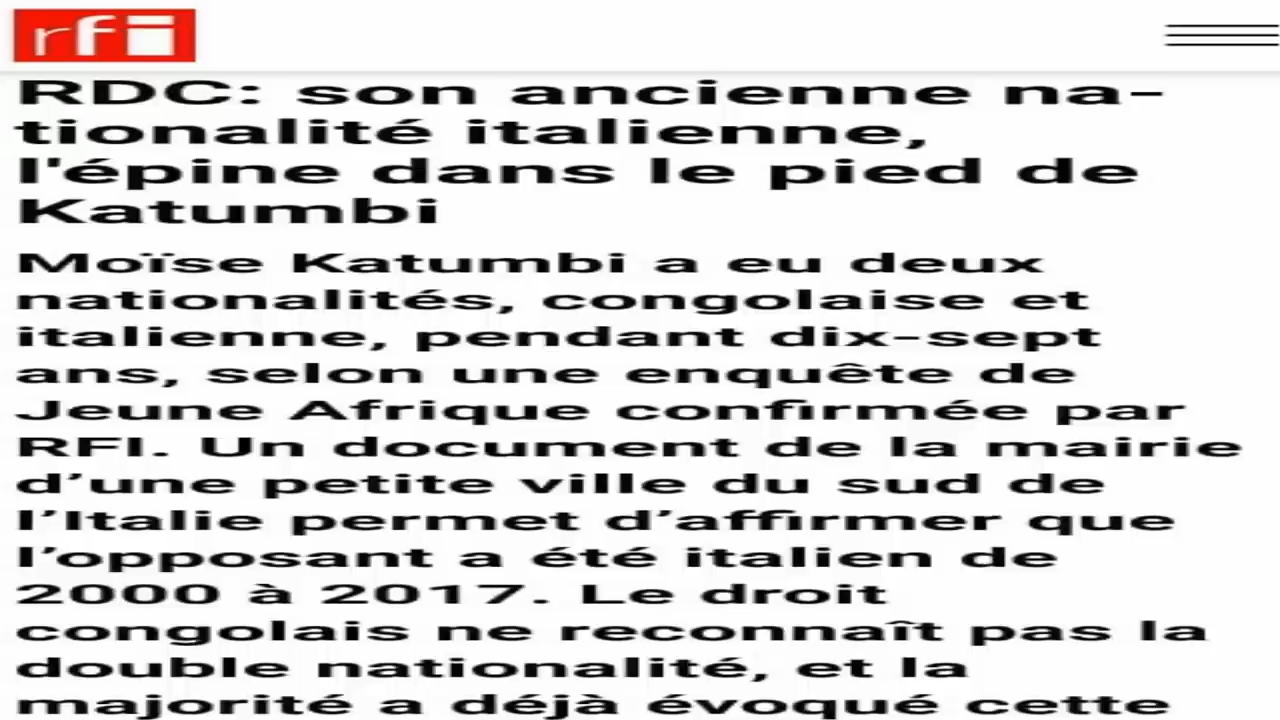 rfi
RDC: son ancienne na-
tionalité italienne,
l'épine dans le pied de
Katumbi
Moïse Katumbi a eu deux
nationalités, congolaise et
italienne, pendant dix-sept
ans, selon une enquête de
Jeune Afrique confirmée par
RFI. Un document de la mairie
d’une petite ville du sud de
l’Italie permet d’affirmer que
l’opposant a été italien de
2000 à 2017. Le droit
congolais ne reconnaît pas la
double nationalité, et la
majorité a déjà évoqué cette